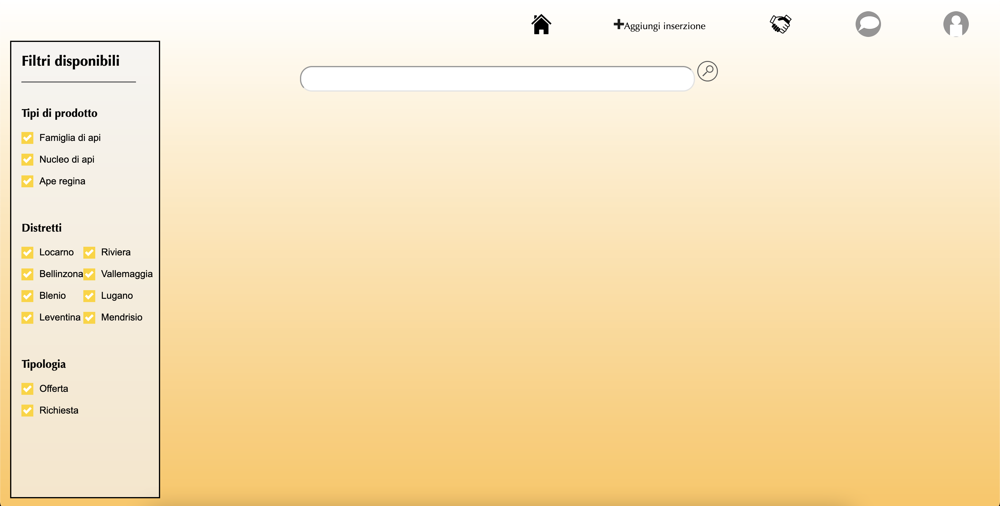 Aggiungi inserzione
Filtri disponibili
Tipi di prodotto
Famiglia di api
Nucleo di api
Ape regina
Distretti
Locarno Riviera
Bellinzona Vallemaggia
Blenio Lugano
Leventina Mendrisio
Tipologia
Offerta
Richiesta